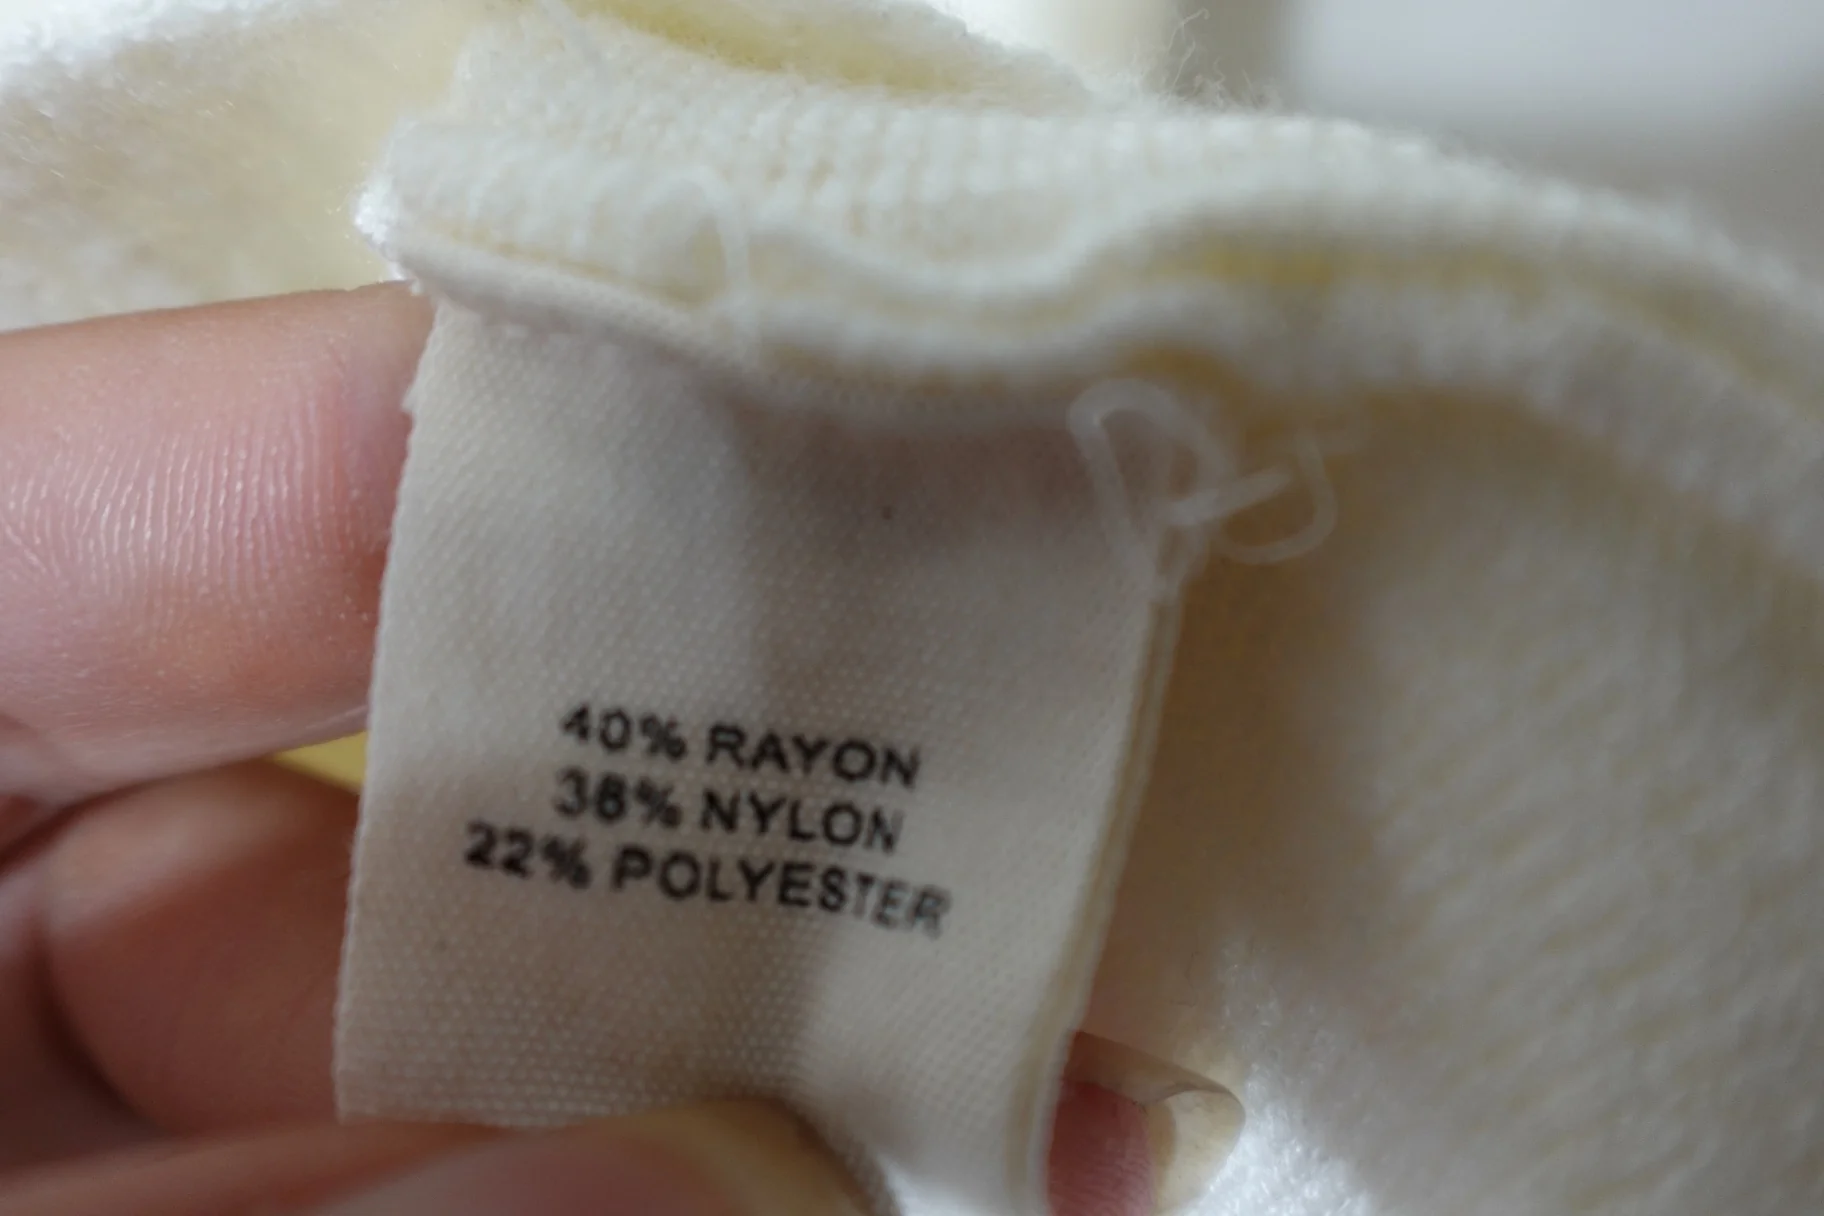 40% RAYON
38% NYLON
22% POLYESTER